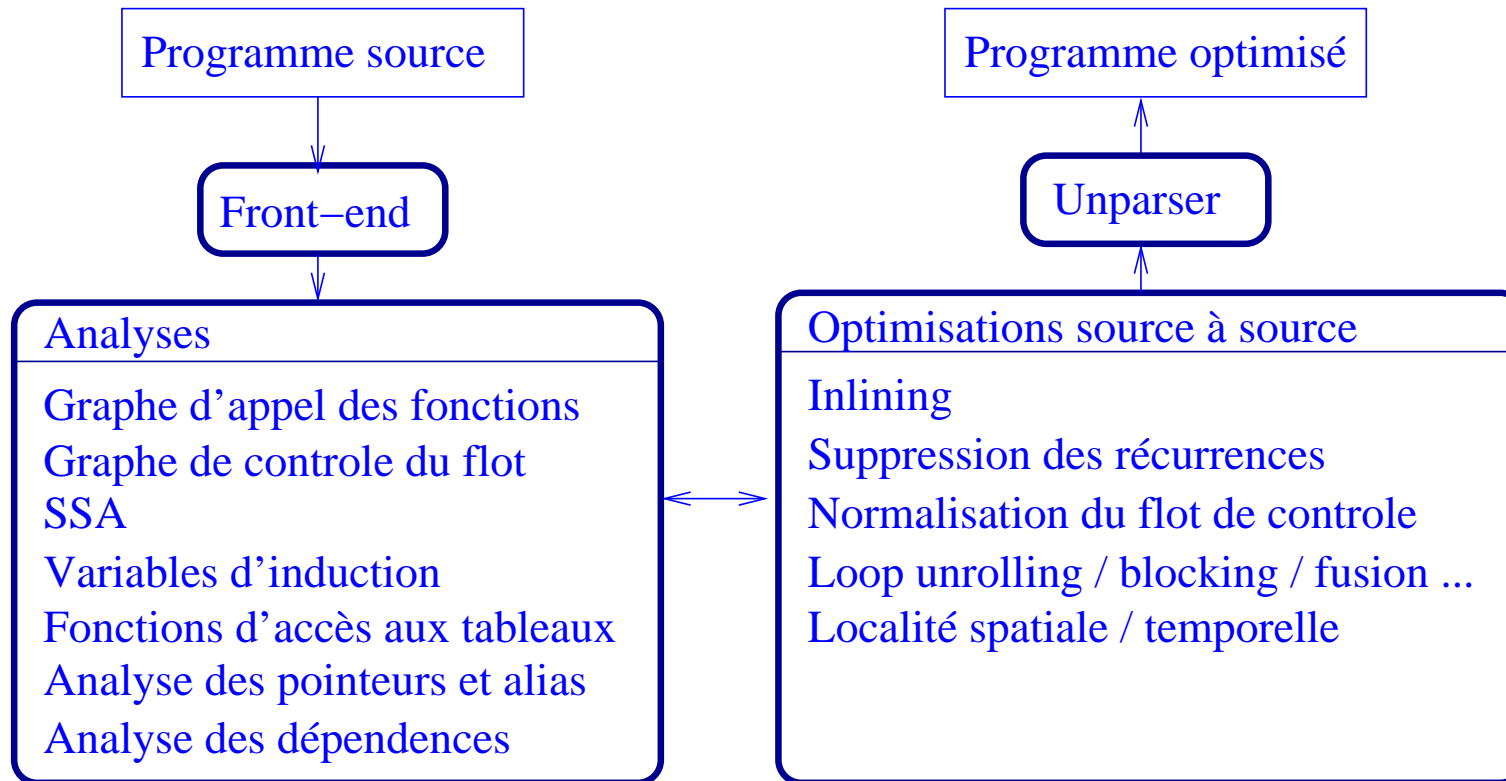 Programme source
Programme optimisé
Front−end
Unparser
Analyses
Graphe d'appel des fonctions
Graphe de controle du flot
SSA
Variables d'induction
Fonctions d'accès aux tableaux
Analyse des pointeurs et alias
Analyse des dépendences
Optimisations source à source
Inlining
Suppression des récurrences
Normalisation du flot de controle
Loop unrolling / blocking / fusion ...
Localité spatiale / temporelle